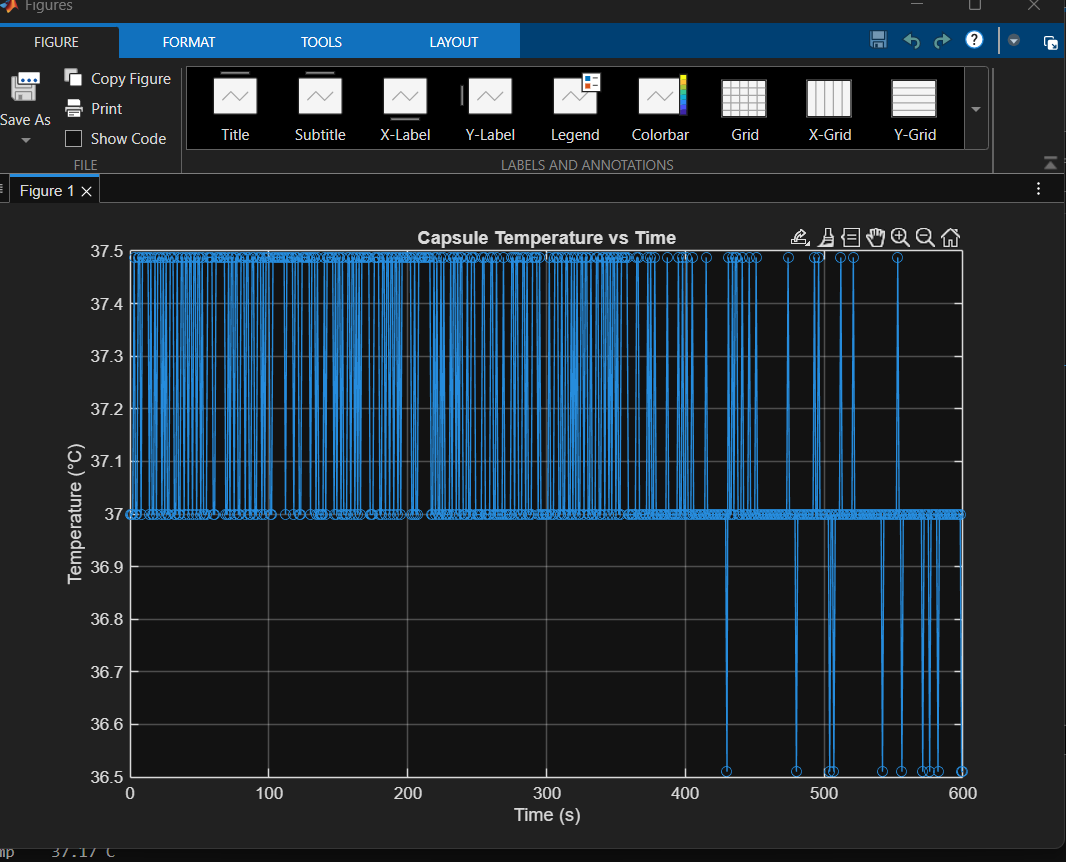 Figures
FIGURE FORMAT TOOLS LAYOUT
Save As
Copy Figure
Print
Show Code
FILE
Title Subtitle X-Label Y-Label Legend Colorbar Grid X-Grid Y-Grid
LABELS AND ANNOTATIONS
Figure 1
Capsule Temperature vs Time
37.5
37.4
37.3
37.2
37.1
37
36.9
36.8
36.7
36.6
36.5
Temperature (°C)
0 100 200 300 400 500 600
Time (s)
mp 37.17 C